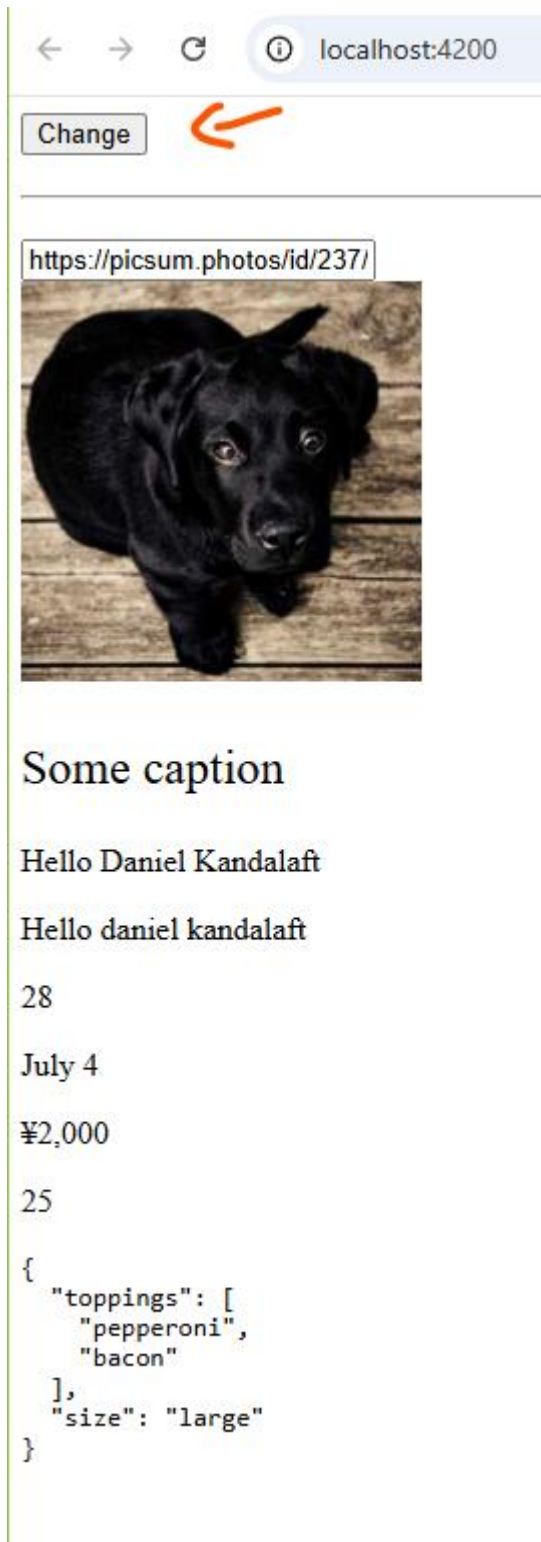 localhost:4200
Change
https://picsum.photos/id/237/
Some caption
Hello Daniel Kandalaft
Hello daniel kandalaft
28
July 4
¥2,000
25
{
  "toppings": [
    "pepperoni",
    "bacon"
  ],
  "size": "large"
}